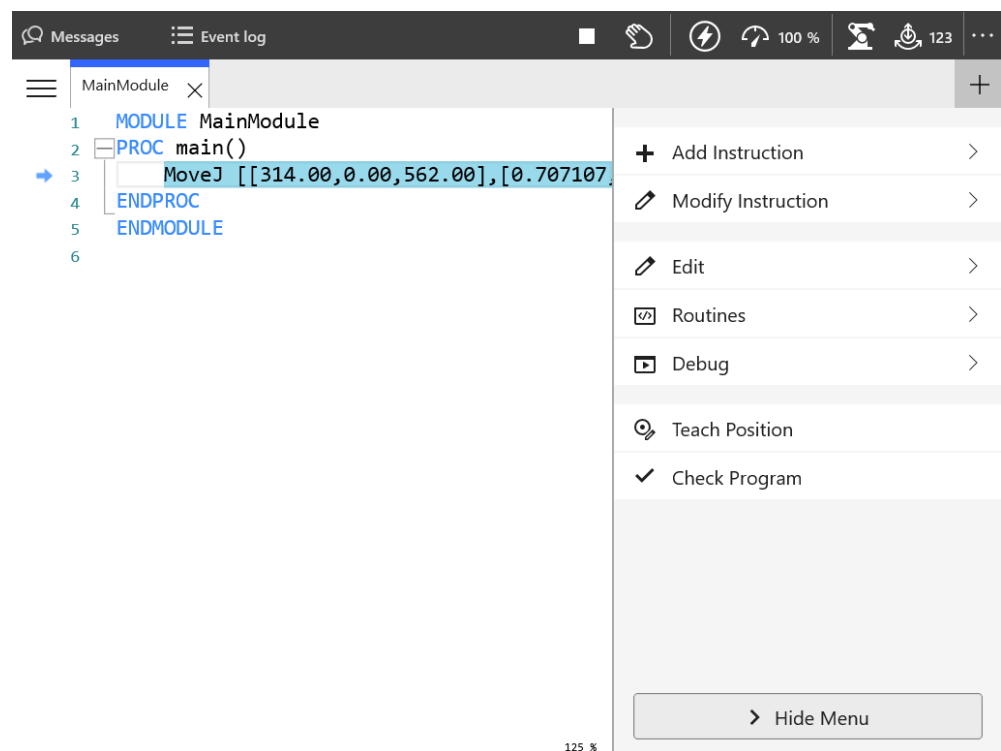 Messages Event log 100 % 123 ...
MainModule
1 MODULE MainModule
2 PROC main()
3 MoveJ [[314.00,0.00,562.00],[0.707107,
4 ENDPROC
5 ENDMODULE
6
Add Instruction
Modify Instruction
Edit
Routines
Debug
Teach Position
Check Program
Hide Menu
125 %